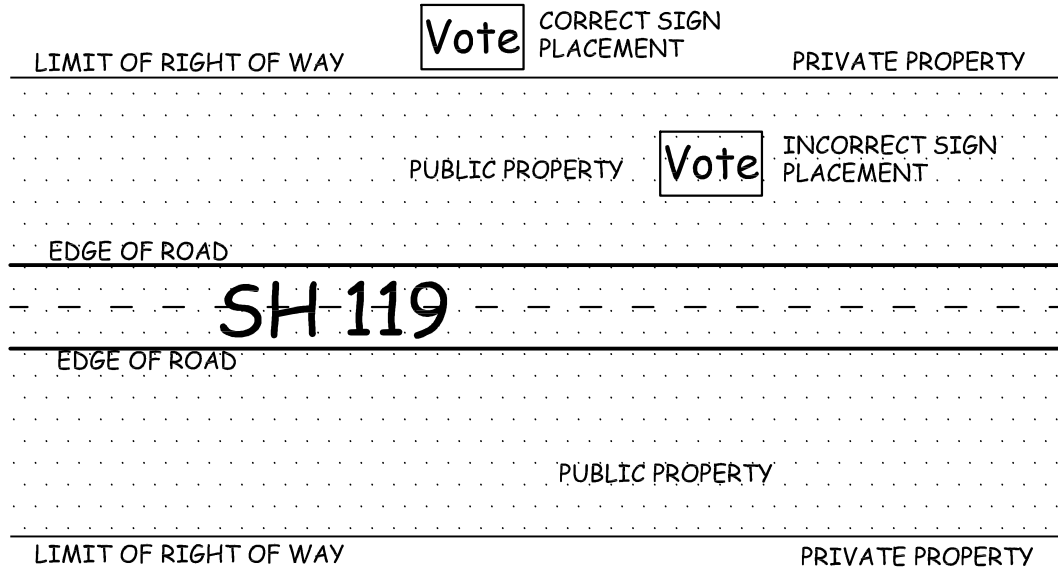 Vote
CORRECT SIGN
PLACEMENT
LIMIT OF RIGHT OF WAY
PRIVATE PROPERTY
PUBLIC PROPERTY
Vote
INCORRECT SIGN
PLACEMENT
EDGE OF ROAD
SH 119
EDGE OF ROAD
PUBLIC PROPERTY
LIMIT OF RIGHT OF WAY
PRIVATE PROPERTY